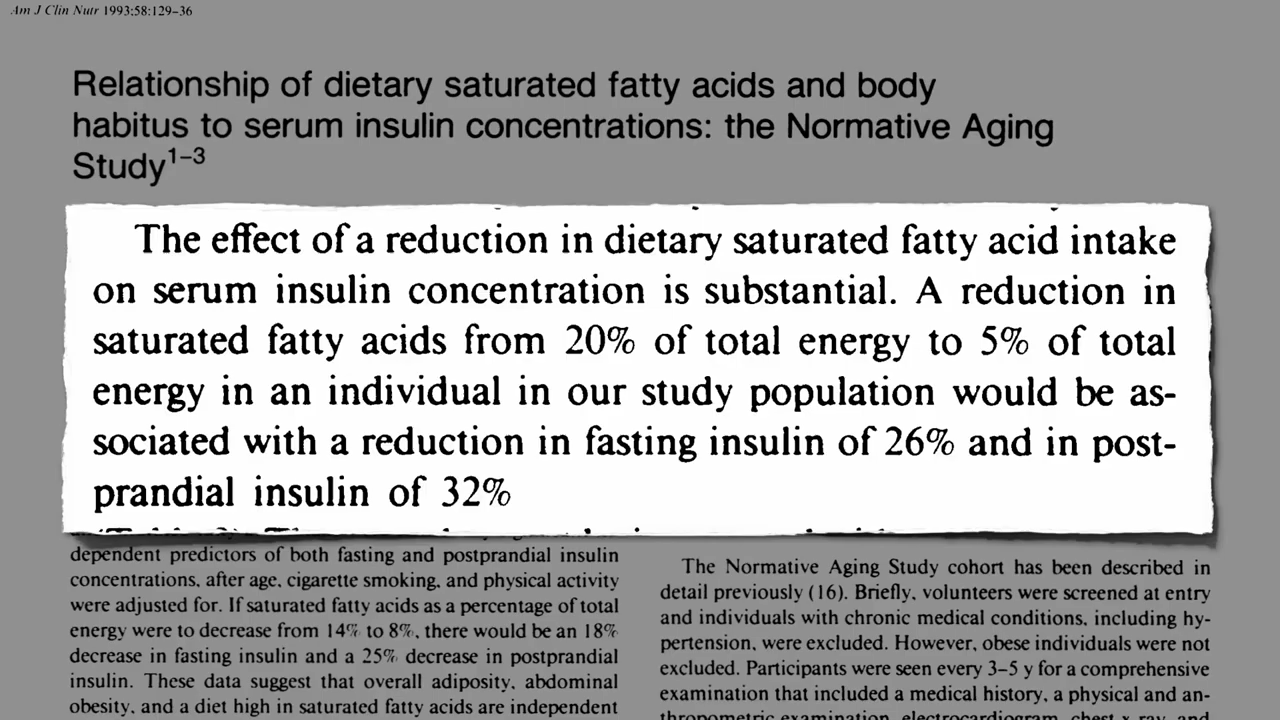 Am J Clin Nutr 1993;58:129–36
Relationship of dietary saturated fatty acids and body
habitus to serum insulin concentrations: the Normative Aging
Study1–3
The effect of a reduction in dietary saturated fatty acid intake
on serum insulin concentration is substantial. A reduction in
saturated fatty acids from 20% of total energy to 5% of total
energy in an individual in our study population would be as-
sociated with a reduction in fasting insulin of 26% and in post-
prandial insulin of 32%
dependent predictors of both fasting and postprandial insulin
concentrations, after age, cigarette smoking, and physical activity
were adjusted for. If saturated fatty acids as a percentage of total
energy were to decrease from 14% to 8%, there would be an 18%
decrease in fasting insulin and a 25% decrease in postprandial
insulin. These data suggest that overall adiposity, abdominal
obesity, and a diet high in saturated fatty acids are independent
The Normative Aging Study cohort has been described in
detail previously (16). Briefly, volunteers were screened at entry
and individuals with chronic medical conditions, including hy-
pertension, were excluded. However, obese individuals were not
excluded. Participants were seen every 3–5 y for a comprehensive
examination that included a medical history, a physical and an-
thropometric examination, electrocardiogram, chest x ray, and